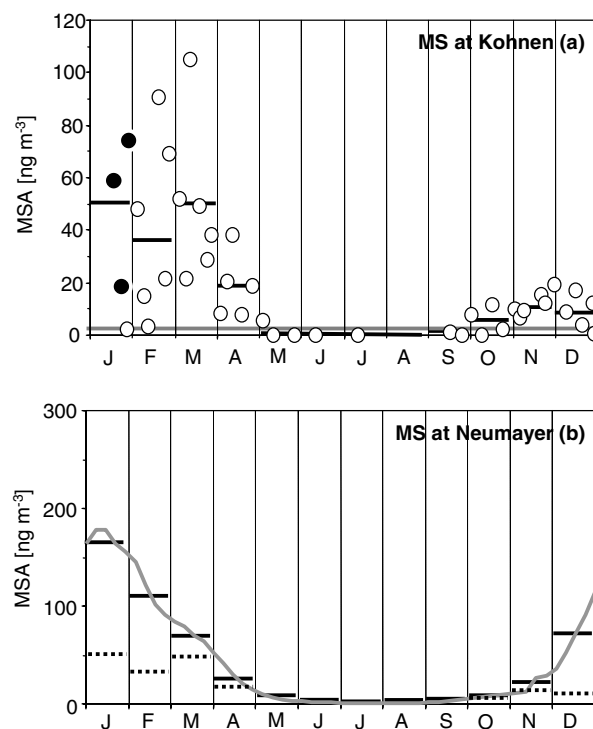 MS at Kohnen (a)
MSA [ng m⁻³]
120
100
80
60
40
20
0
J F M A M J J A S O N D
MS at Neumayer (b)
MSA [ng m⁻³]
300
200
100
0
J F M A M J J A S O N D